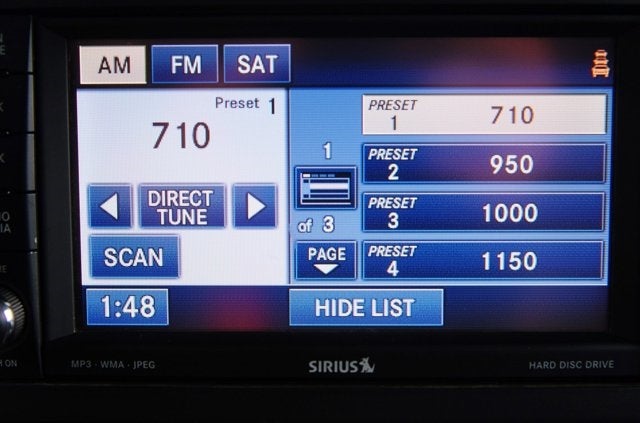 AM FM SAT
Preset 1
710
DIRECT TUNE
SCAN
1:48
1
of 3
PAGE
HIDE LIST
PRESET 1 710
PRESET 2 950
PRESET 3 1000
PRESET 4 1150
MP3 · WMA · JPEG
SIRIUS
HARD DISC DRIVE